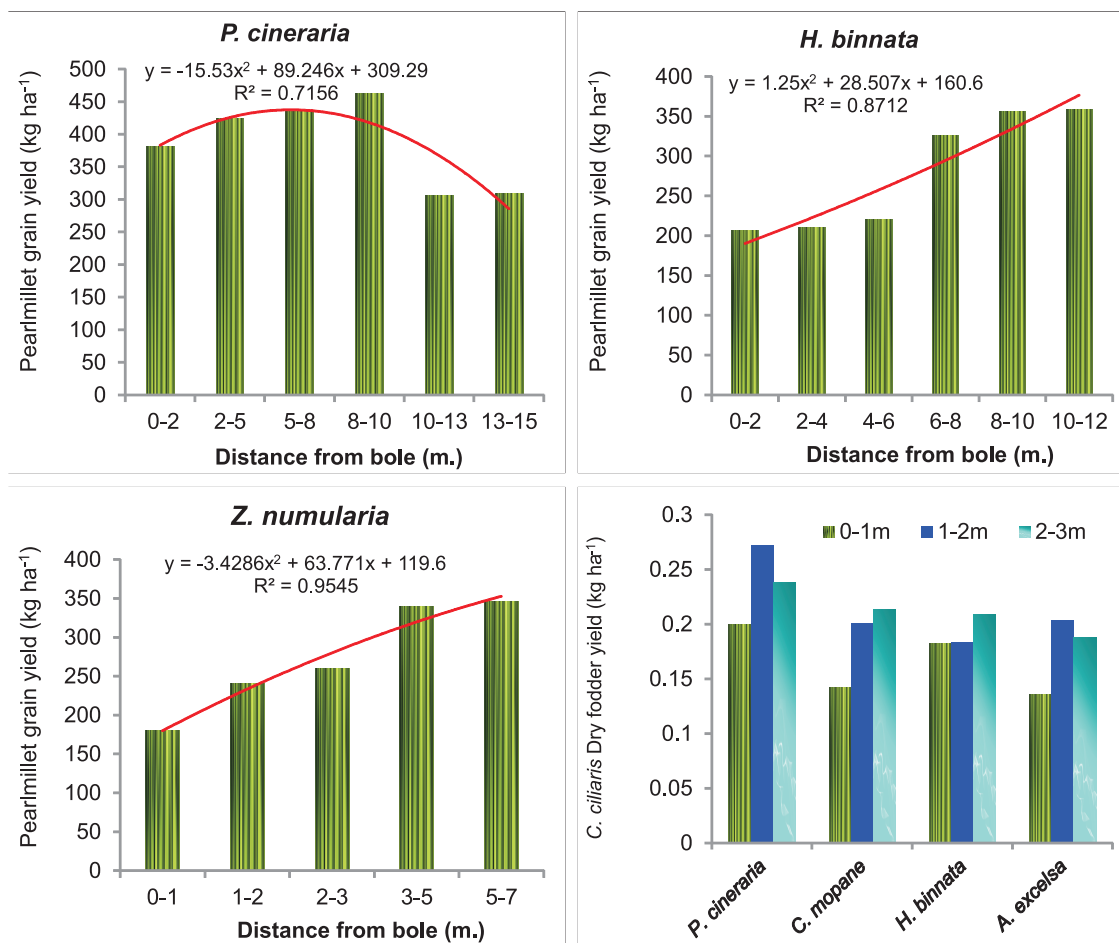 P. cineraria
y = -15.53x² + 89.246x + 309.29
R² = 0.7156
Pearlmillet grain yield (kg ha⁻¹)
500
450
400
350
300
250
200
150
100
50
0
0-2 2-5 5-8 8-10 10-13 13-15
Distance from bole (m.)
H. binnata
y = 1.25x² + 28.507x + 160.6
R² = 0.8712
Pearlmillet grain yield (kg ha⁻¹)
400
350
300
250
200
150
100
50
0
0-2 2-4 4-6 6-8 8-10 10-12
Distance from bole (m.)
Z. numularia
y = -3.4286x² + 63.771x + 119.6
R² = 0.9545
Pearlmillet grain yield (kg ha⁻¹)
400
350
300
250
200
150
100
50
0
0-1 1-2 2-3 3-5 5-7
Distance from bole (m.)
0-1m 1-2m 2-3m
C. ciliaris Dry fodder yield (kg ha⁻¹)
0.3
0.25
0.2
0.15
0.1
0.05
0
P. cineraria
C. mopane
H. binnata
A. excelsa